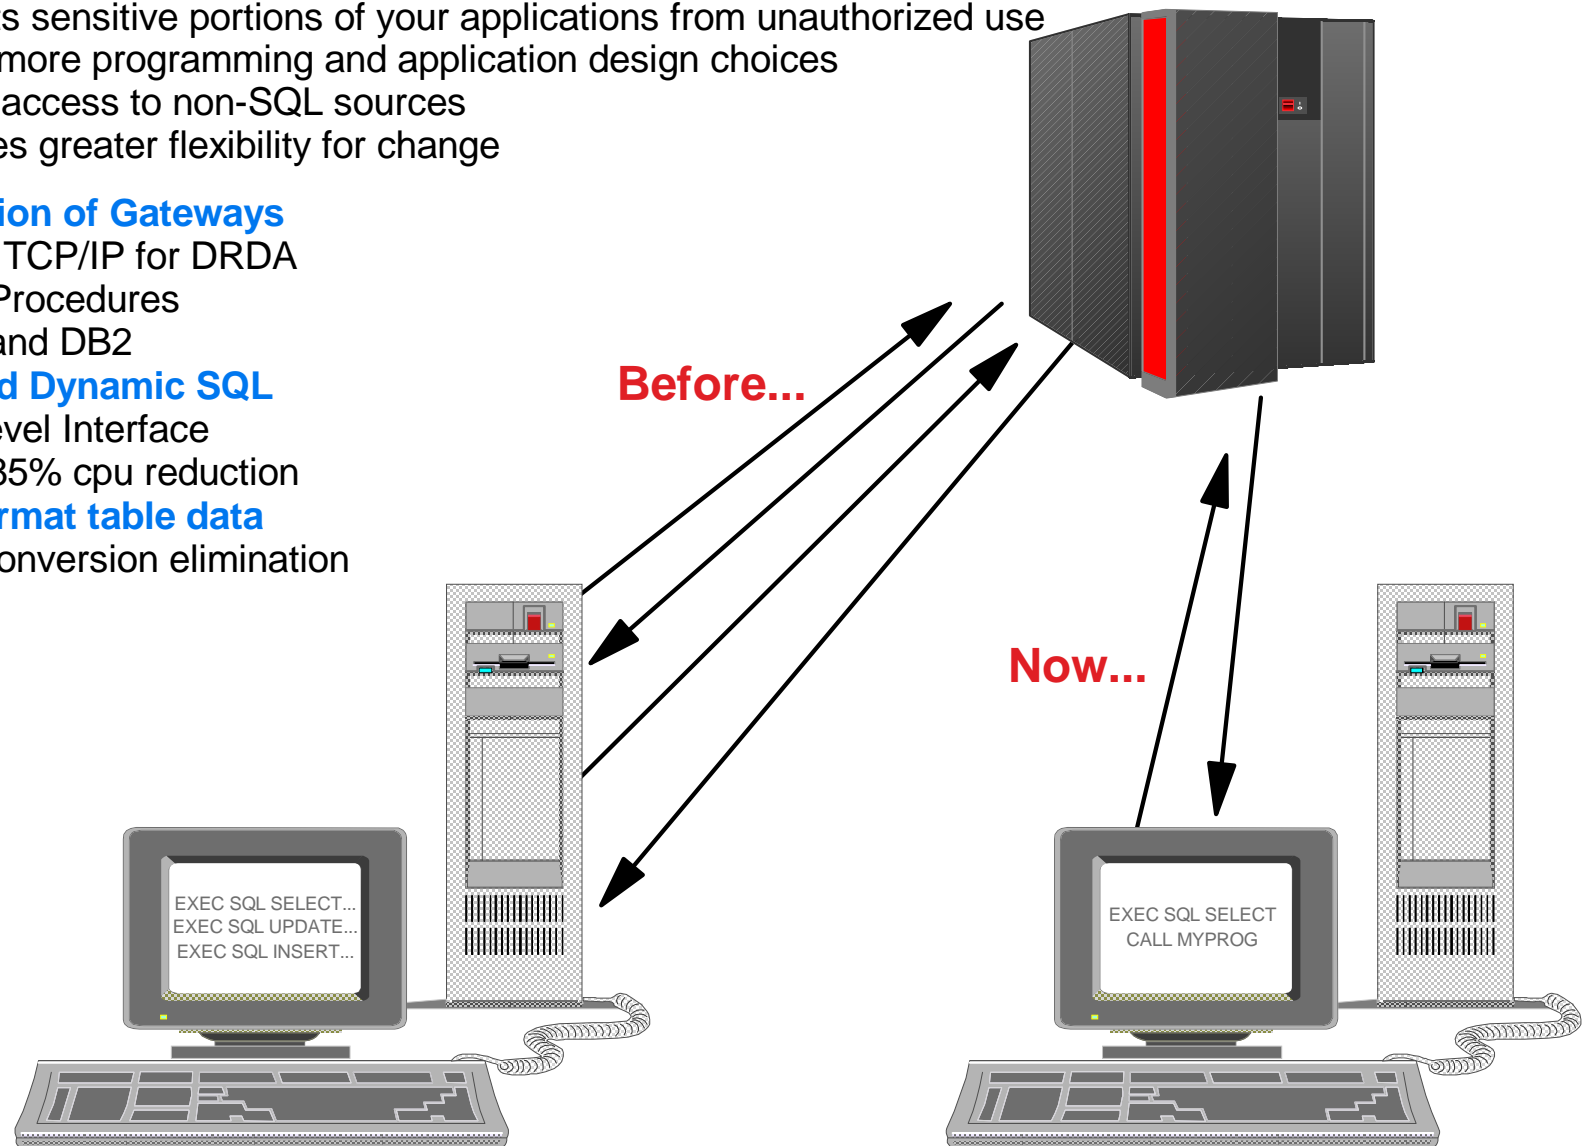 ts sensitive portions of your applications from unauthorized use
more programming and application design choices
access to non-SQL sources
es greater flexibility for change
ion of Gateways
TCP/IP for DRDA
Procedures
and DB2
d Dynamic SQL
evel Interface
35% cpu reduction
rmat table data
onversion elimination
Before...
Now...
EXEC SQL SELECT...
EXEC SQL UPDATE...
EXEC SQL INSERT...
EXEC SQL SELECT
CALL MYPROG